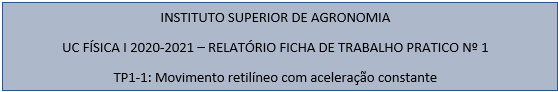 INSTITUTO SUPERIOR DE AGRONOMIA
UC FÍSICA I 2020-2021 – RELATÓRIO FICHA DE TRABALHO PRATICO Nº 1
TP1-1: Movimento retilíneo com aceleração constante